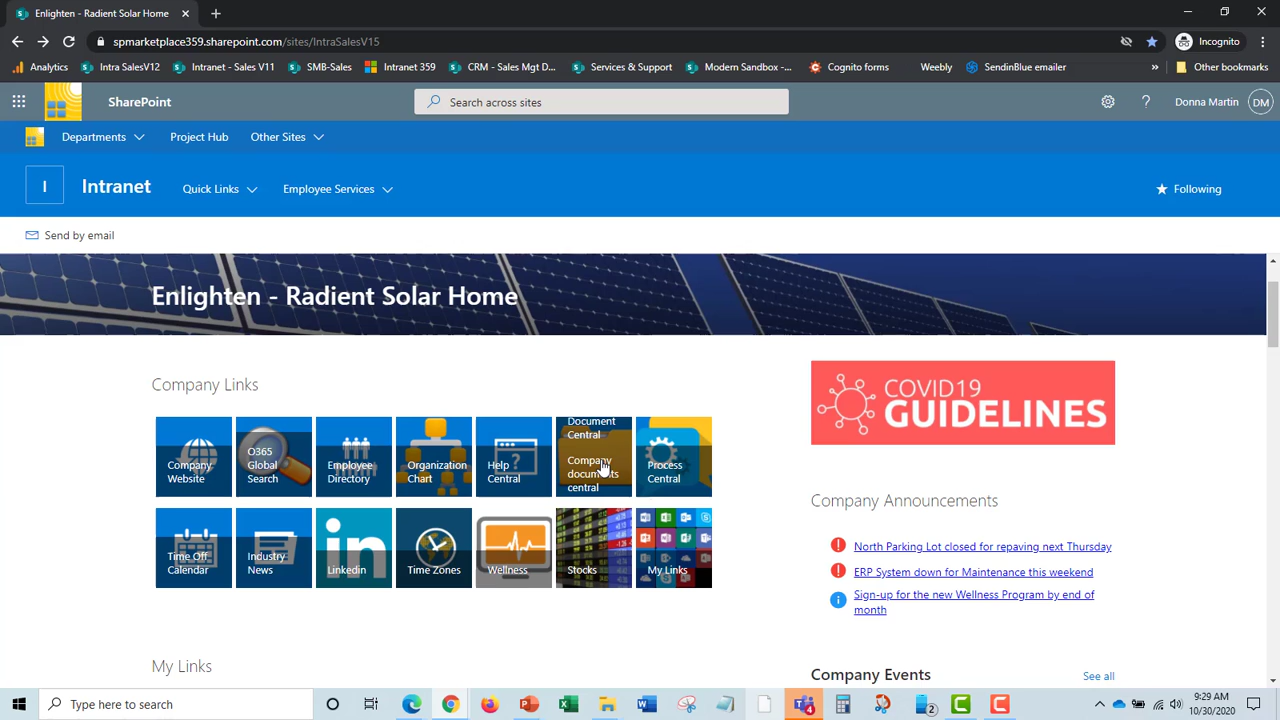 Enlighten - Radient Solar Home
spmarketplace359.sharepoint.com/sites/IntraSalesV15
Incognito
Analytics
Intra SalesV12
Intranet - Sales V11
SMB-Sales
Intranet 359
CRM - Sales Mgt D...
Services & Support
Modern Sandbox -...
Cognito forms
Weebly
SendinBlue emailer
Other bookmarks
SharePoint
Search across sites
Donna Martin
DM
Departments
Project Hub
Other Sites
I
Intranet
Quick Links
Employee Services
Following
Send by email
Enlighten - Radient Solar Home
Company Links
Company
Website
O365
Global
Search
Employee
Directory
Organization
Chart
Help
Central
Document
Central
Company
documents
central
Process
Central
Time Off
Calendar
Industry
News
Linkedin
Time Zones
Wellness
Stocks
My Links
COVID19
GUIDELINES
Company Announcements
North Parking Lot closed for repaving next Thursday
ERP System down for Maintenance this weekend
Sign-up for the new Wellness Program by end of
month
My Links
Company Events
See all
Type here to search
4
2
9:29 AM
10/30/2020